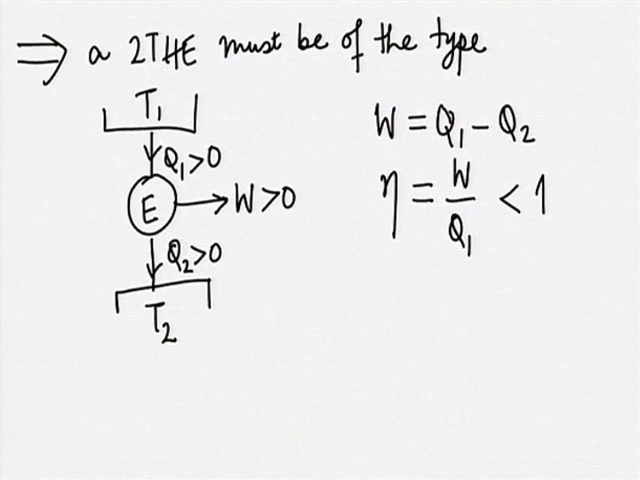 ⇒ a 2THE must be of the type
T₁
Q₁>0
E → W>0
Q₂>0
T₂
W = Q₁ - Q₂
η = W/Q₁ < 1